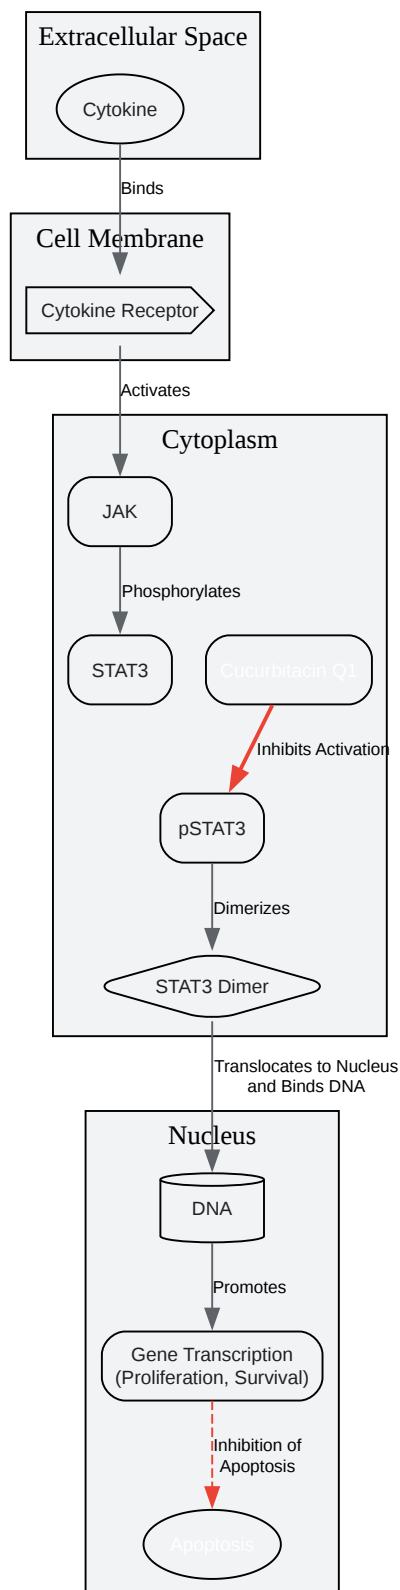 Extracellular Space
Cytokine
Binds
Cell Membrane
Cytokine Receptor
Activates
Cytoplasm
JAK
Phosphorylates
STAT3
Cucurbitacin Q1
Inhibits Activation
pSTAT3
Dimerizes
STAT3 Dimer
Translocates to Nucleus
and Binds DNA
Nucleus
DNA
Promotes
Gene Transcription
(Proliferation, Survival)
Inhibition of
Apoptosis
Apoptosis